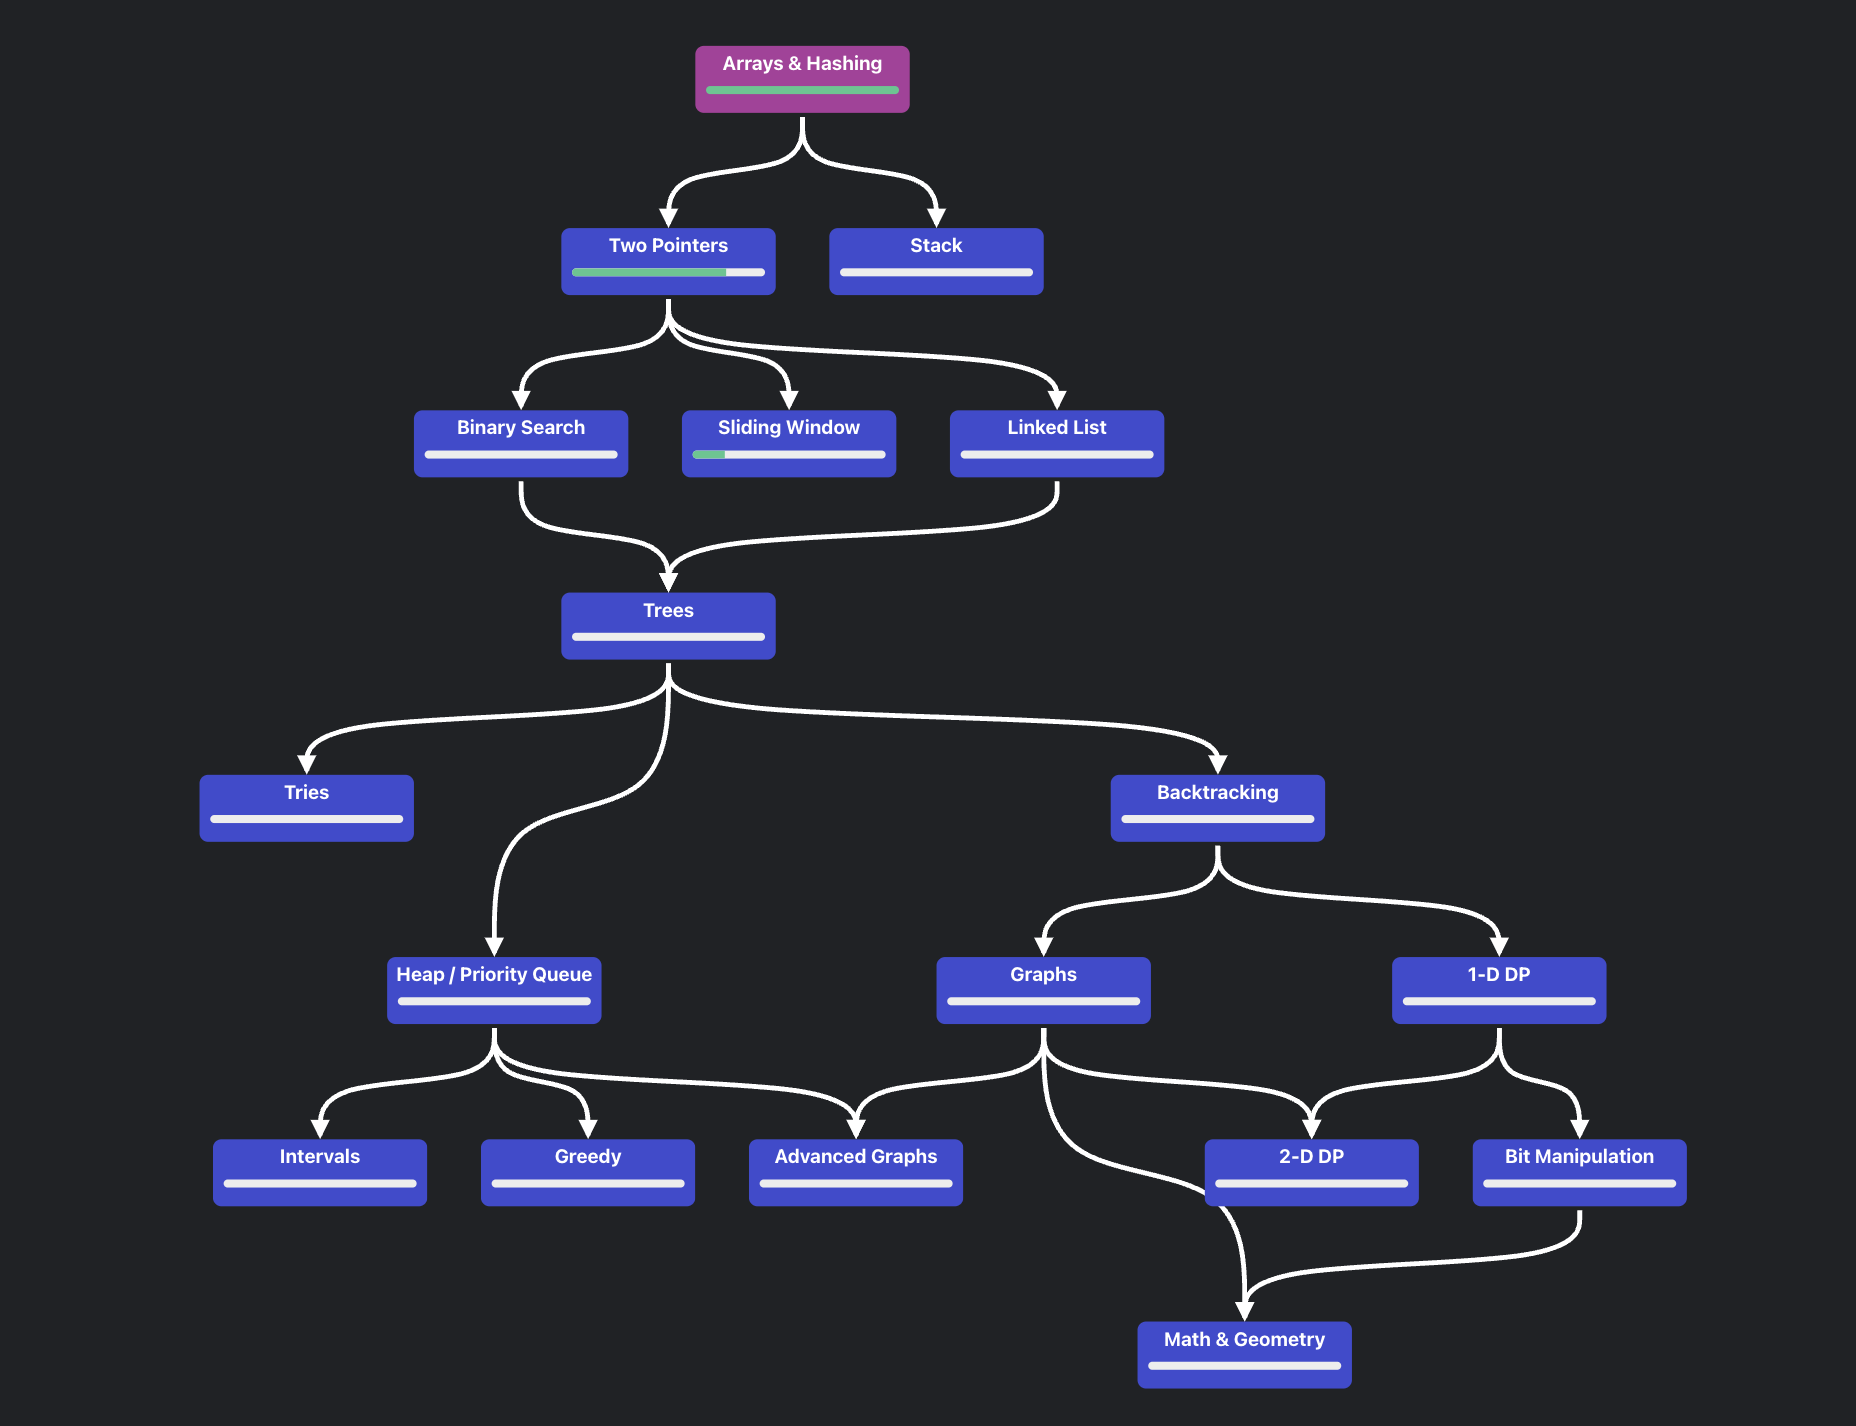 Arrays & Hashing
Two Pointers
Stack
Binary Search
Sliding Window
Linked List
Trees
Tries
Backtracking
Heap / Priority Queue
Graphs
1-D DP
Intervals
Greedy
Advanced Graphs
2-D DP
Bit Manipulation
Math & Geometry